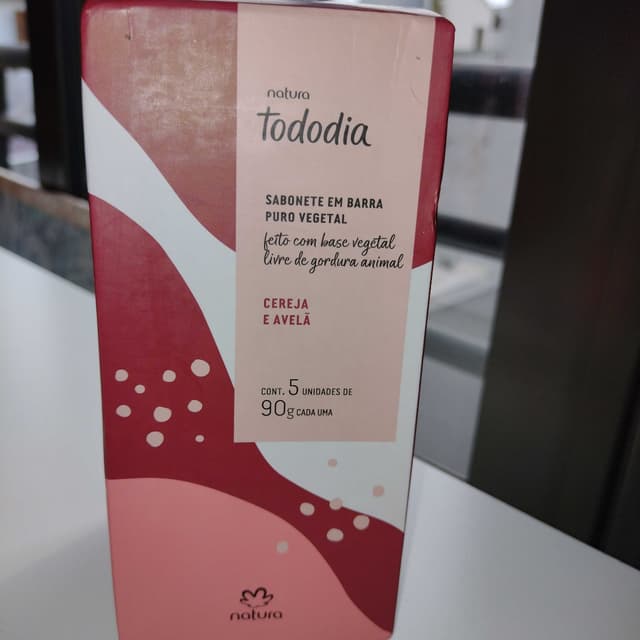 natura
Tododia
SABONETE EM BARRA
PURO VEGETAL
feito com base vegetal
livre de gordura animal
CEREJA
E AVELÃ
CONT. 5 UNIDADES DE
90g CADA UMA
natura